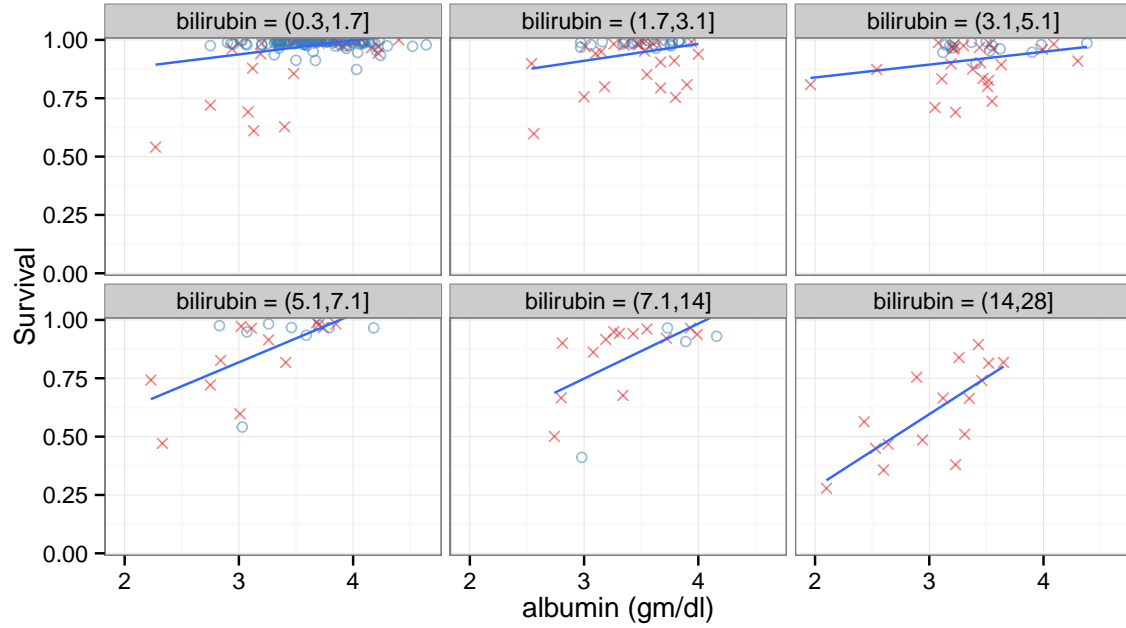 bilirubin = (0.3,1.7] bilirubin = (1.7,3.1] bilirubin = (3.1,5.1]
1.00
0.75
0.50
0.25
0.00
Survival
bilirubin = (5.1,7.1] bilirubin = (7.1,14] bilirubin = (14,28]
1.00
0.75
0.50
0.25
0.00
2 3 4 2 3 4 2 3 4
albumin (gm/dl)